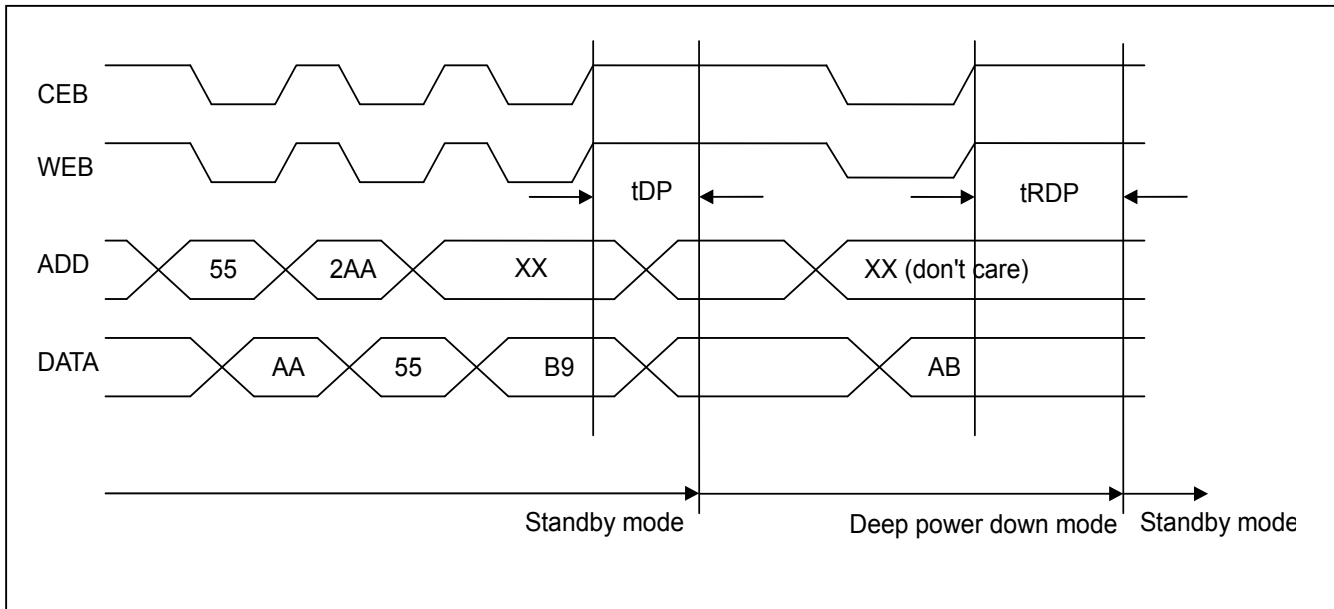 CEB
WEB
tDP
tRDP
ADD
55
2AA
XX
XX (don't care)
DATA
AA
55
B9
AB
Standby mode
Deep power down mode
Standby mode